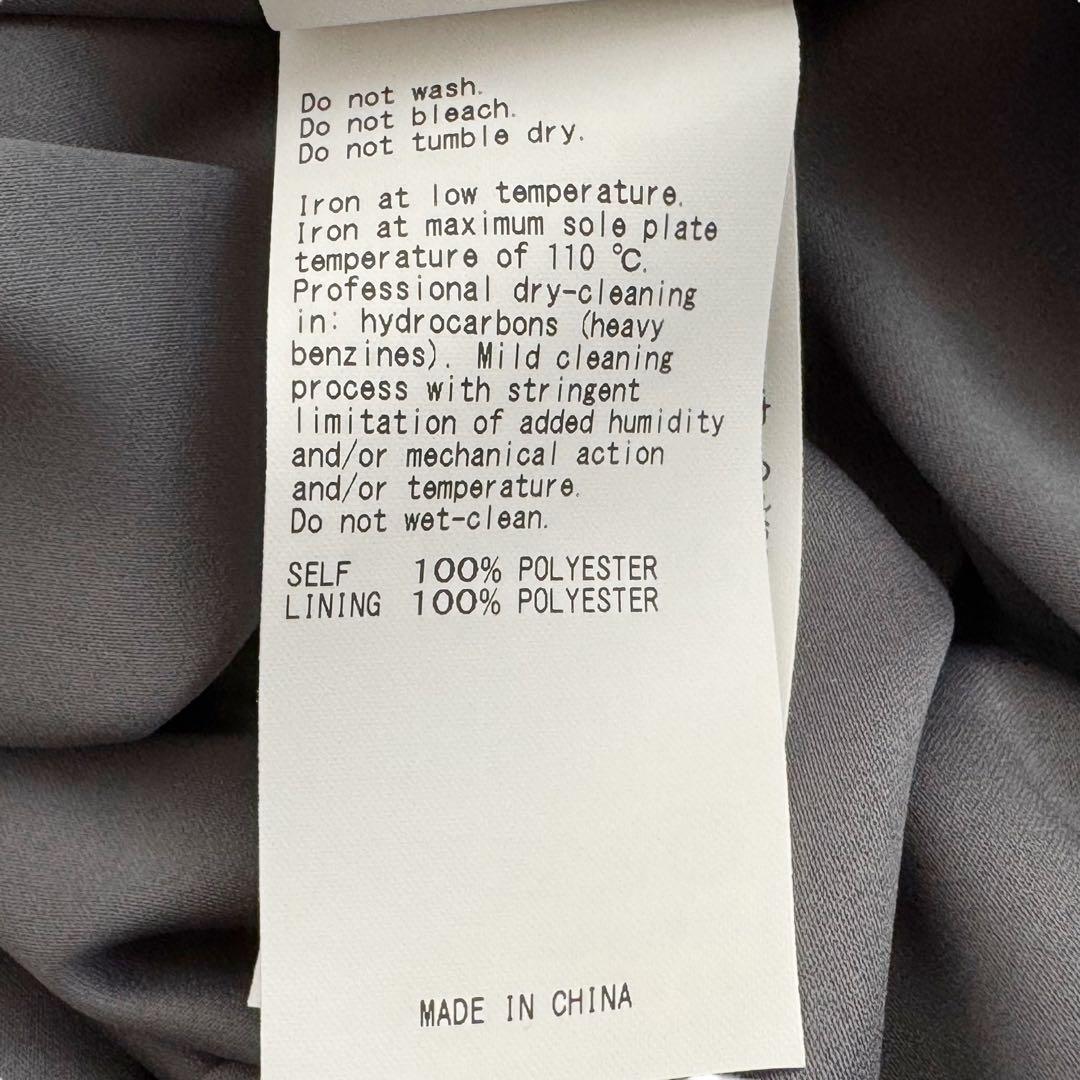 Do not wash.
Do not bleach.
Do not tumble dry.
Iron at low temperature.
Iron at maximum sole plate
temperature of 110 ℃.
Professional dry-cleaning
in: hydrocarbons (heavy
benzines). Mild cleaning
process with stringent
limitation of added humidity
and/or mechanical action
and/or temperature.
Do not wet-clean.
SELF 100% POLYESTER
LINING 100% POLYESTER
MADE IN CHINA